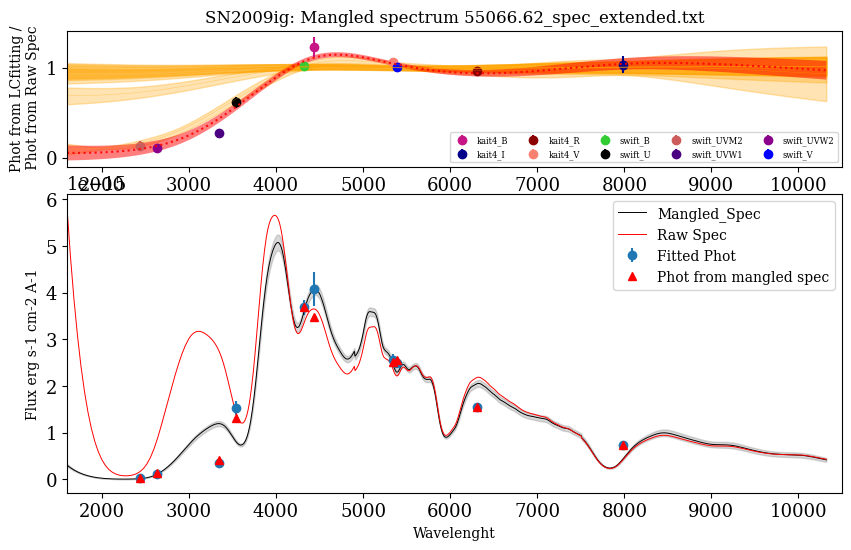 SN2009ig: Mangled spectrum 55066.62_spec_extended.txt
Phot from LCfitting /
Phot from Raw Spec
1
0
kait4_B
kait4_I
kait4_R
kait4_V
swift_B
swift_U
swift_UVM2
swift_UVW1
swift_UVW2
swift_V
2000 3000 4000 5000 6000 7000 8000 9000 10000
Flux erg s-1 cm-2 A-1
6
5
4
3
2
1
0
Mangled_Spec
Raw Spec
Fitted Phot
Phot from mangled spec
2000 3000 4000 5000 6000 7000 8000 9000 10000
Wavelenght